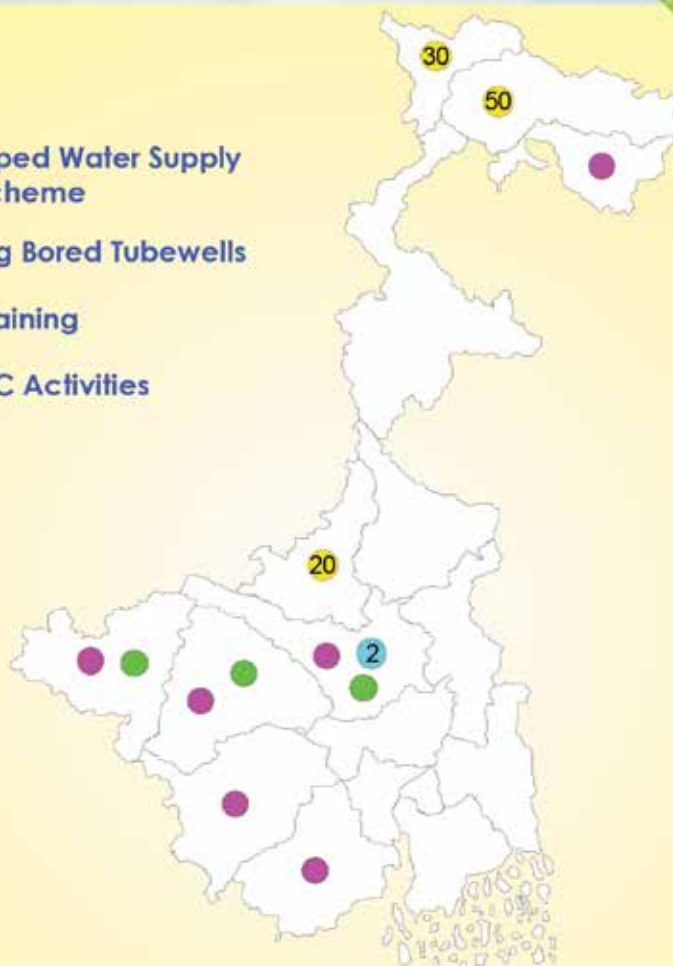 ped Water Supply
cheme
g Bored Tubewells
aining
C Activities
30
50
20
2